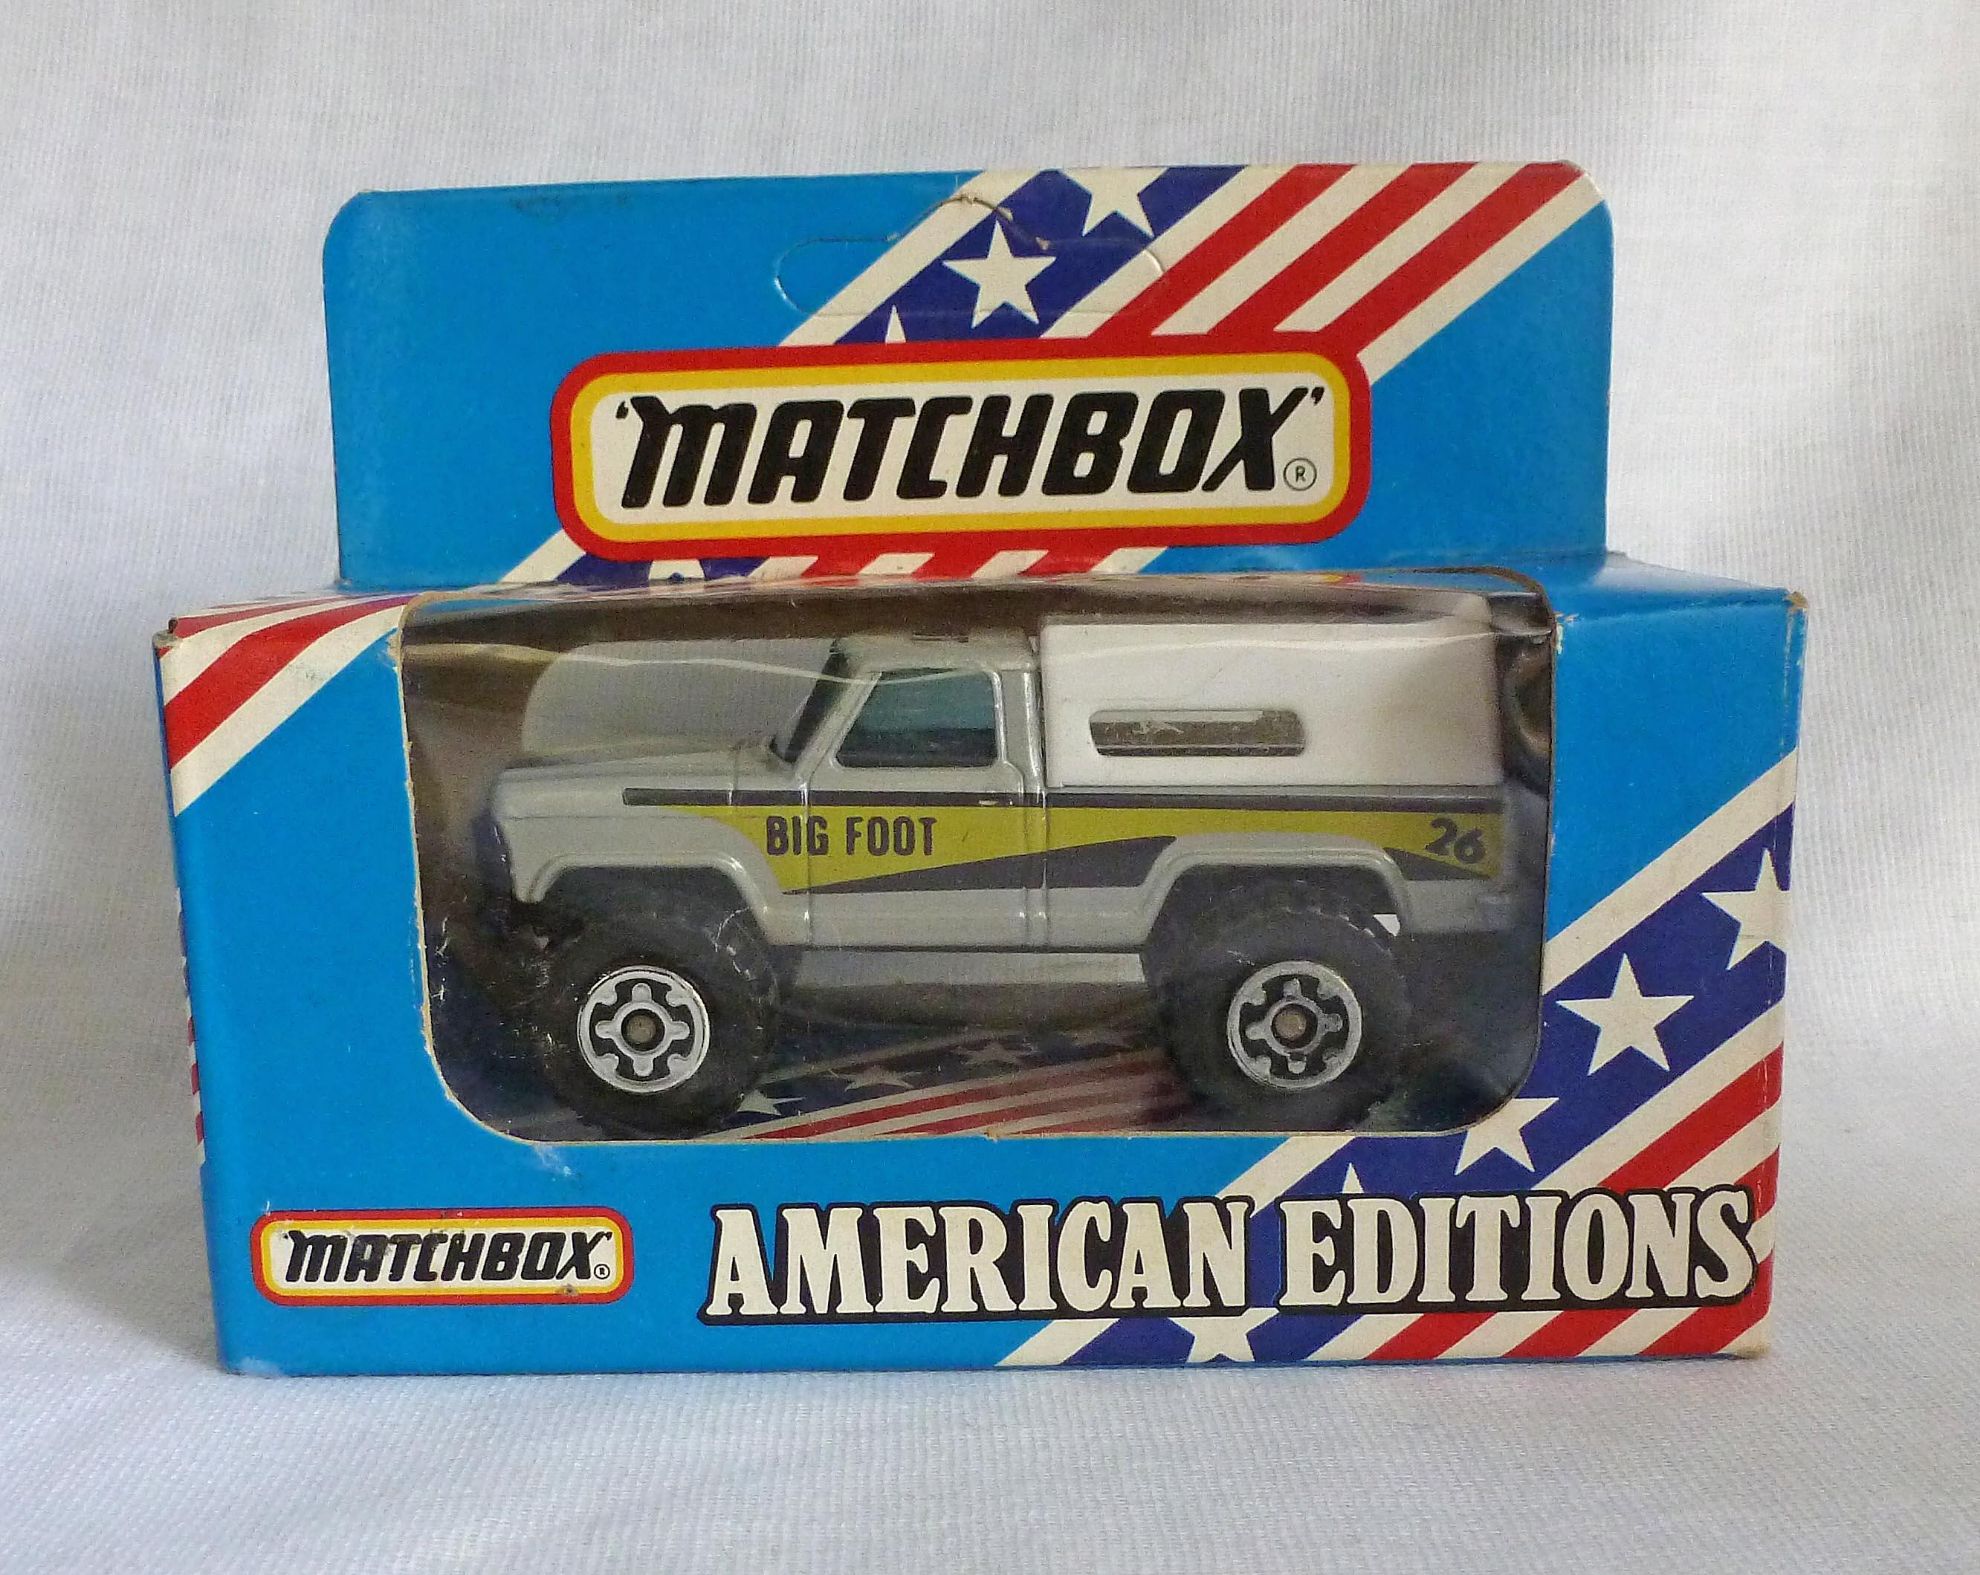 'MATCHBOX'®
BIG FOOT
26
'MATCHBOX'®
AMERICAN EDITIONS